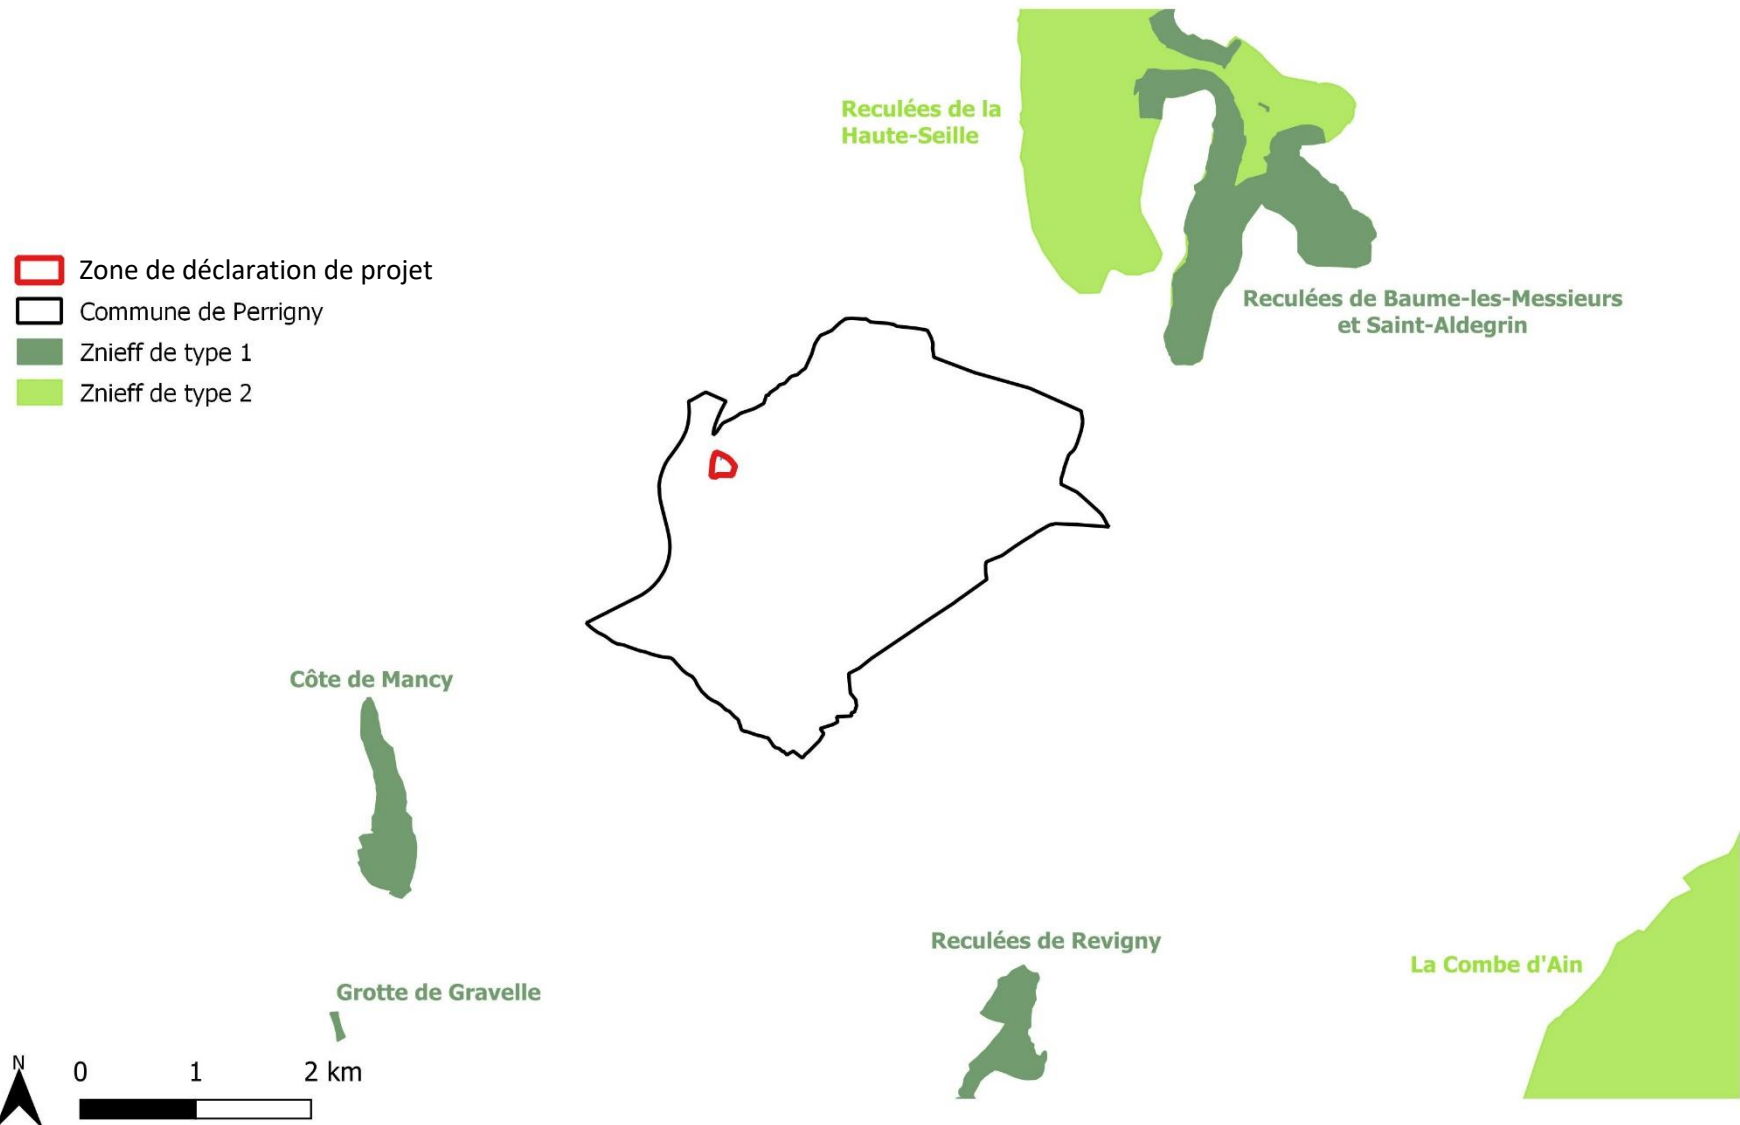 Reculées de la
Haute-Seille
Zone de déclaration de projet
Commune de Perrigny
Znieff de type 1
Znieff de type 2
Reculées de Baume-les-Messieurs
et Saint-Aldegrin
Côte de Mancy
Reculées de Revigny
La Combe d'Ain
Grotte de Gravelle
N
0 1 2 km